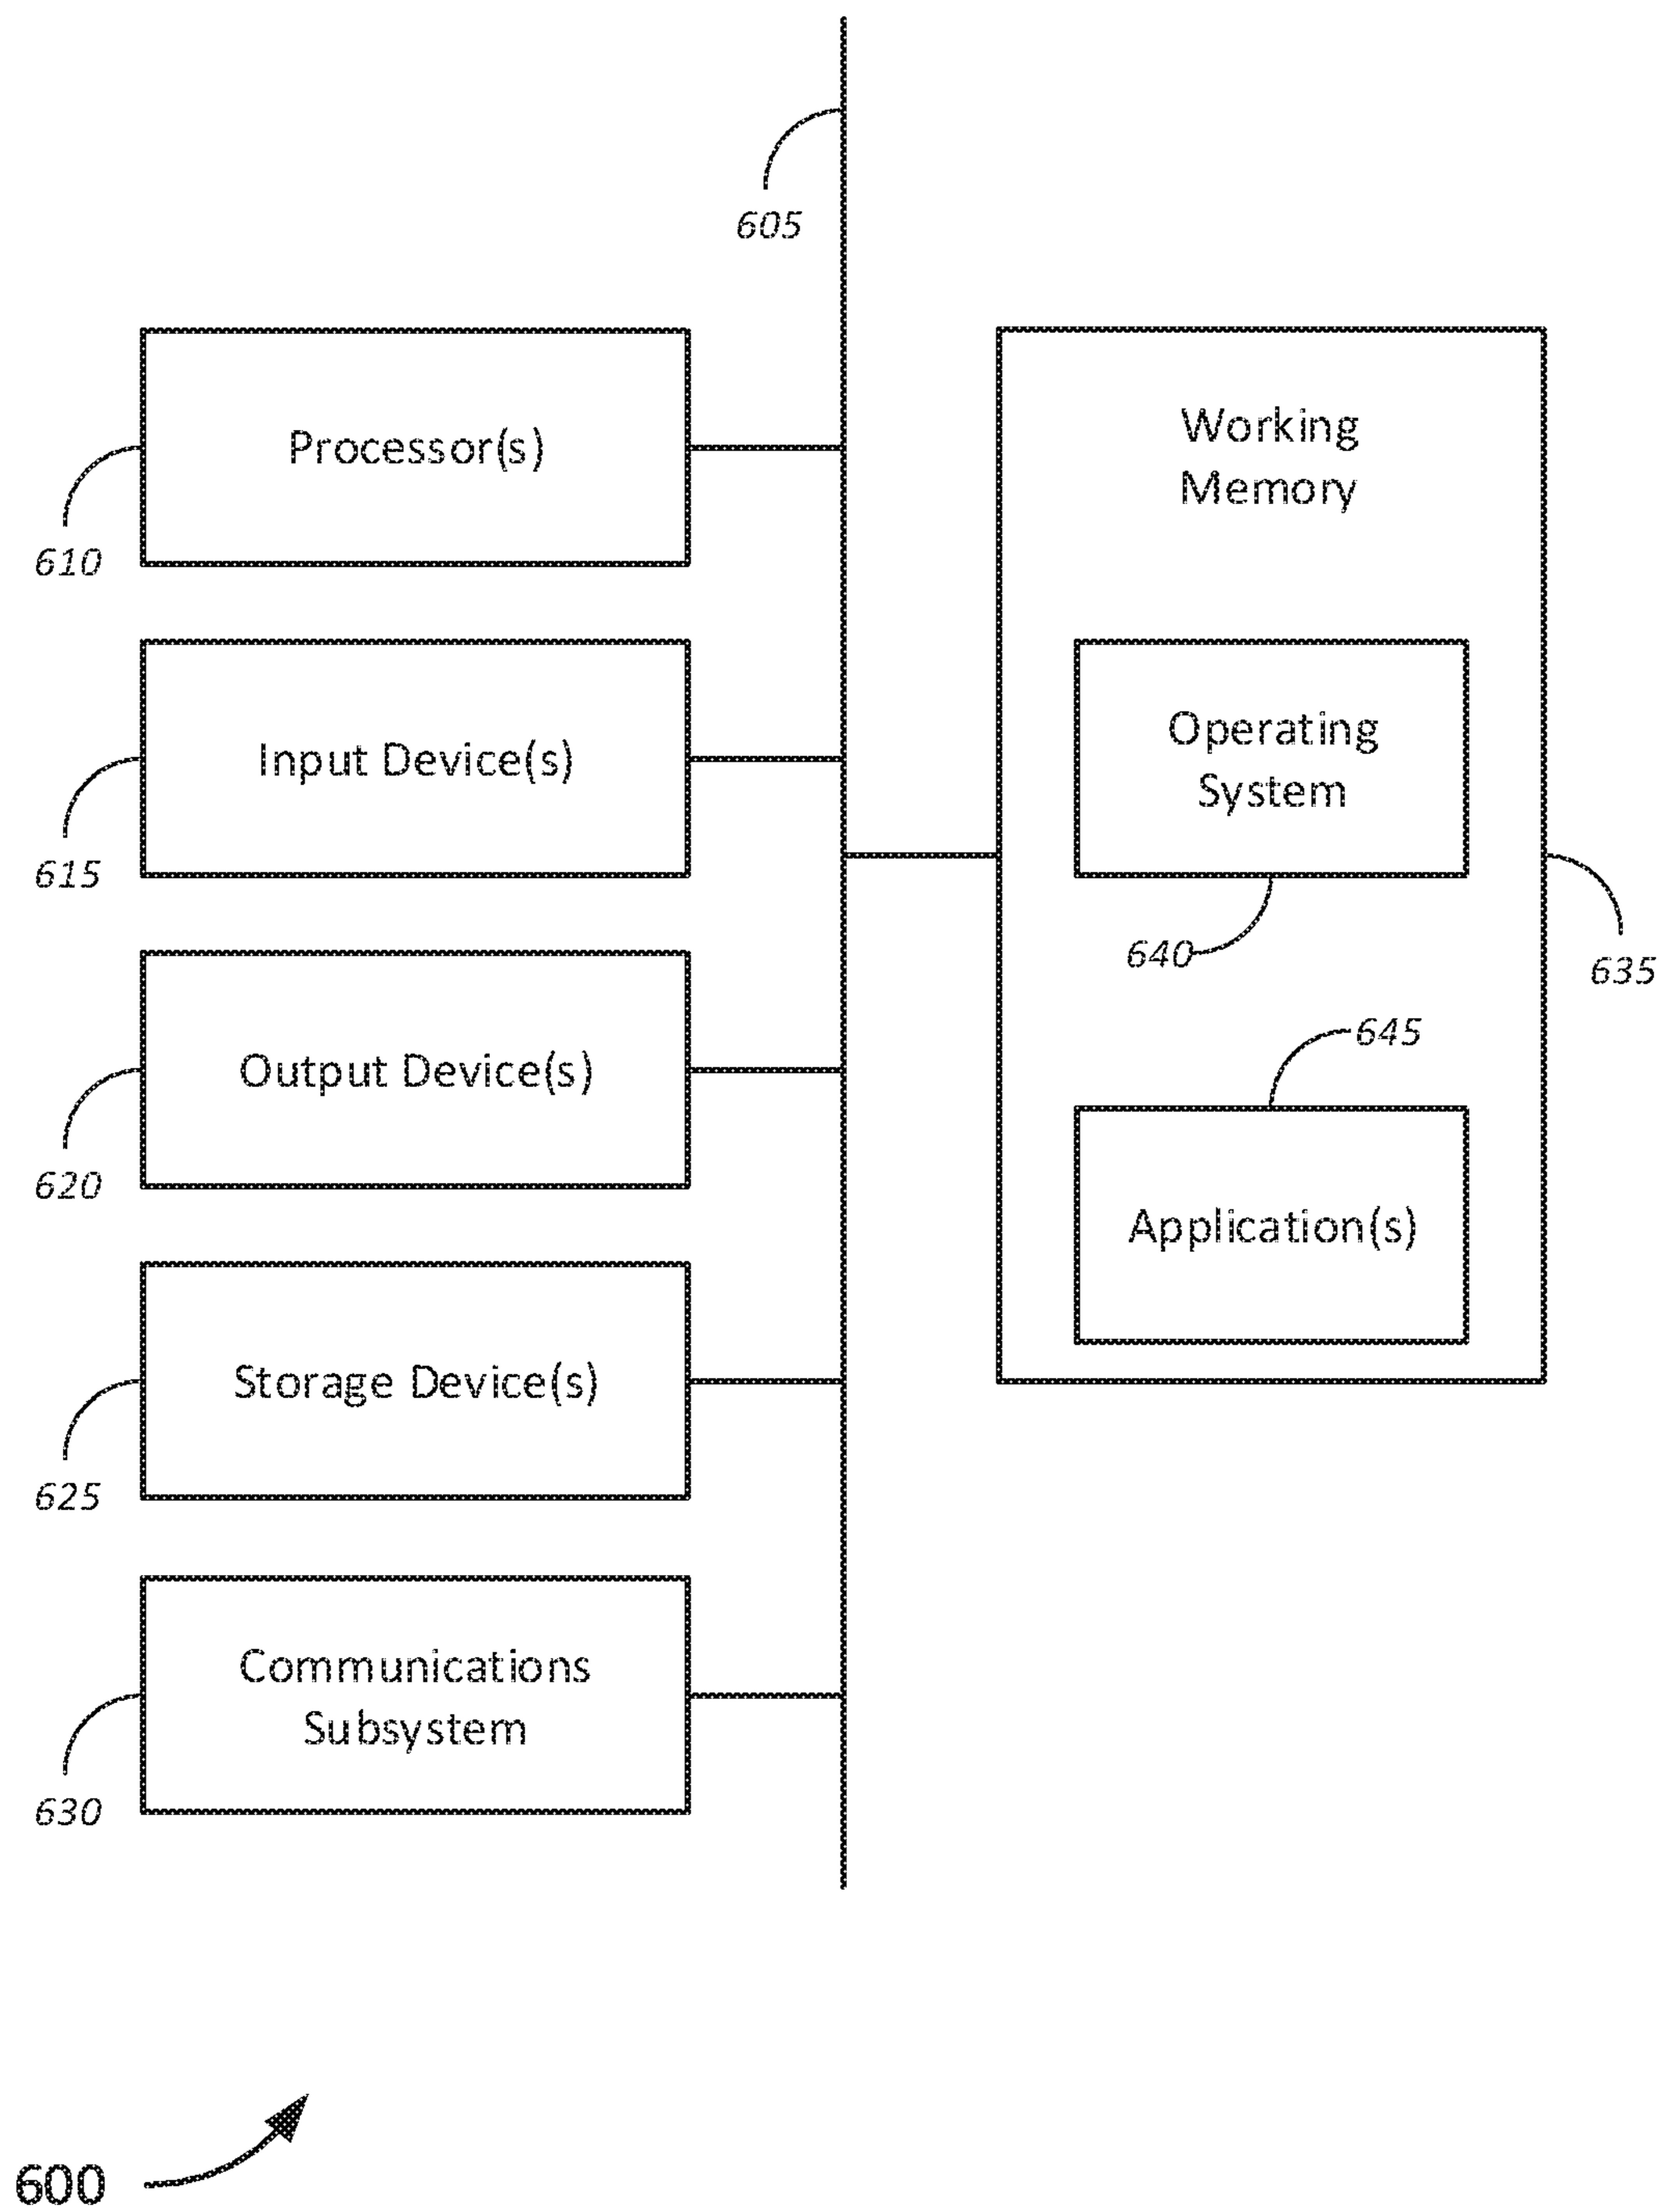 605
Processor(s)
610
Input Device(s)
615
Output Device(s)
620
Storage Device(s)
625
Communications
Subsystem
630
Working
Memory
Operating
System
640
635
645
Application(s)
600